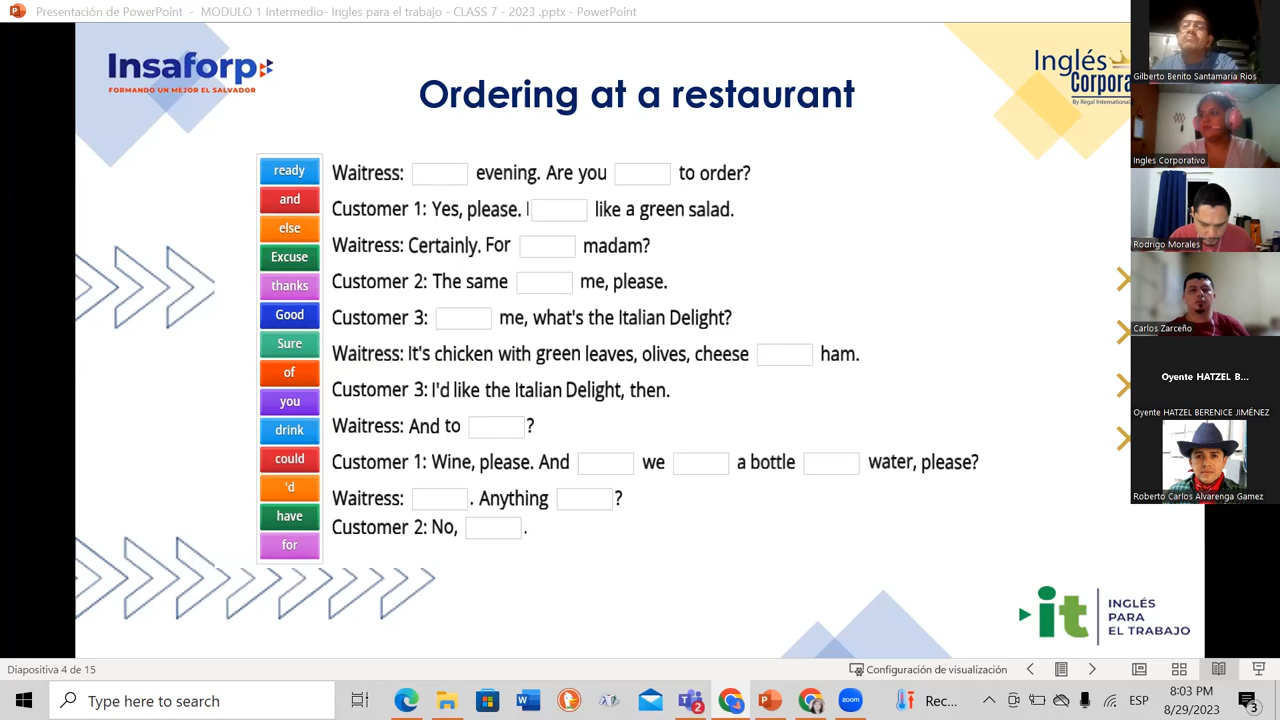 Presentación de PowerPoint - MODULO 1 Intermedio- Ingles para el trabajo - CLASS 7 - 2023 .pptx - PowerPoint
Insaforp
FORMANDO UN MEJOR EL SALVADOR
Inglés
Corpora
By Regal International
Ordering at a restaurant
ready
and
else
Excuse
thanks
Good
Sure
of
you
drink
could
'd
have
for
Waitress: evening. Are you to order?
Customer 1: Yes, please. I like a green salad.
Waitress: Certainly. For madam?
Customer 2: The same me, please.
Customer 3: me, what's the Italian Delight?
Waitress: It's chicken with green leaves, olives, cheese ham.
Customer 3: I'd like the Italian Delight, then.
Waitress: And to ?
Customer 1: Wine, please. And we a bottle water, please?
Waitress: . Anything ?
Customer 2: No, .
it
INGLÉS
PARA
EL TRABAJO
Gilberto Benito Santamaria Rios
Ingles Corporativo
Rodrigo Morales
Carlos Zarceño
Oyente HATZEL B...
Oyente HATZEL BERENICE JIMÉNEZ
Roberto Carlos Alvarenga Gamez
Diapositiva 4 de 15
Configuración de visualización
Type here to search
2
Rec...
ESP
8:03 PM
8/29/2023
3